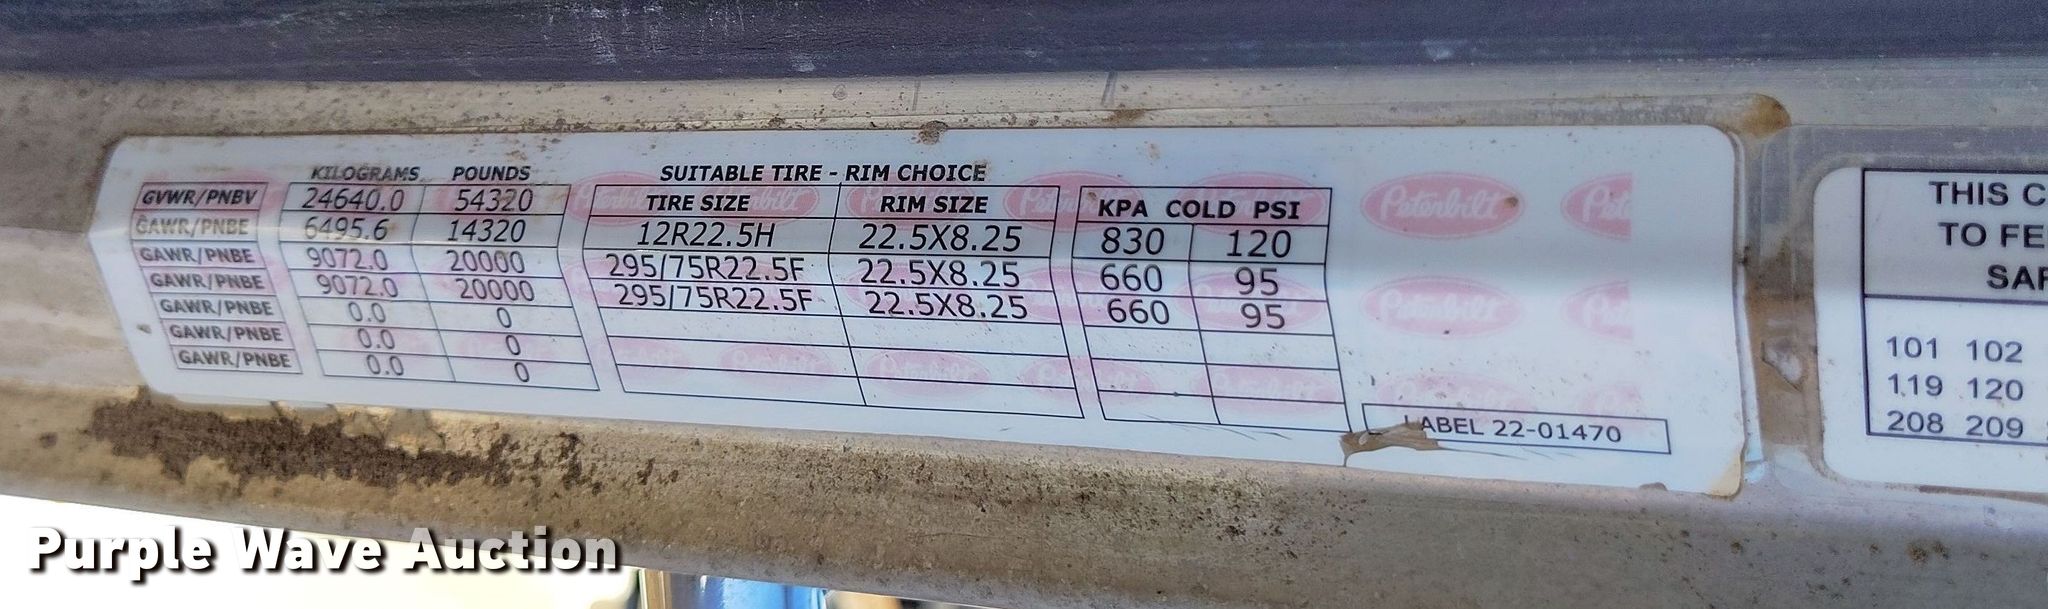 KILOGRAMS POUNDS SUITABLE TIRE - RIM CHOICE
GVWR/PNBV 24640.0 54320 TIRE SIZE RIM SIZE KPA COLD PSI
GAWR/PNBE 6495.6 14320 12R22.5H 22.5X8.25 830 120
GAWR/PNBE 9072.0 20000 295/75R22.5F 22.5X8.25 660 95
GAWR/PNBE 9072.0 20000 295/75R22.5F 22.5X8.25 660 95
GAWR/PNBE 0.0 0
GAWR/PNBE 0.0 0
GAWR/PNBE 0.0 0
Peterbilt
LABEL 22-01470
THIS C
TO FE
SAF
101 102
119 120
208 209
Purple Wave Auction